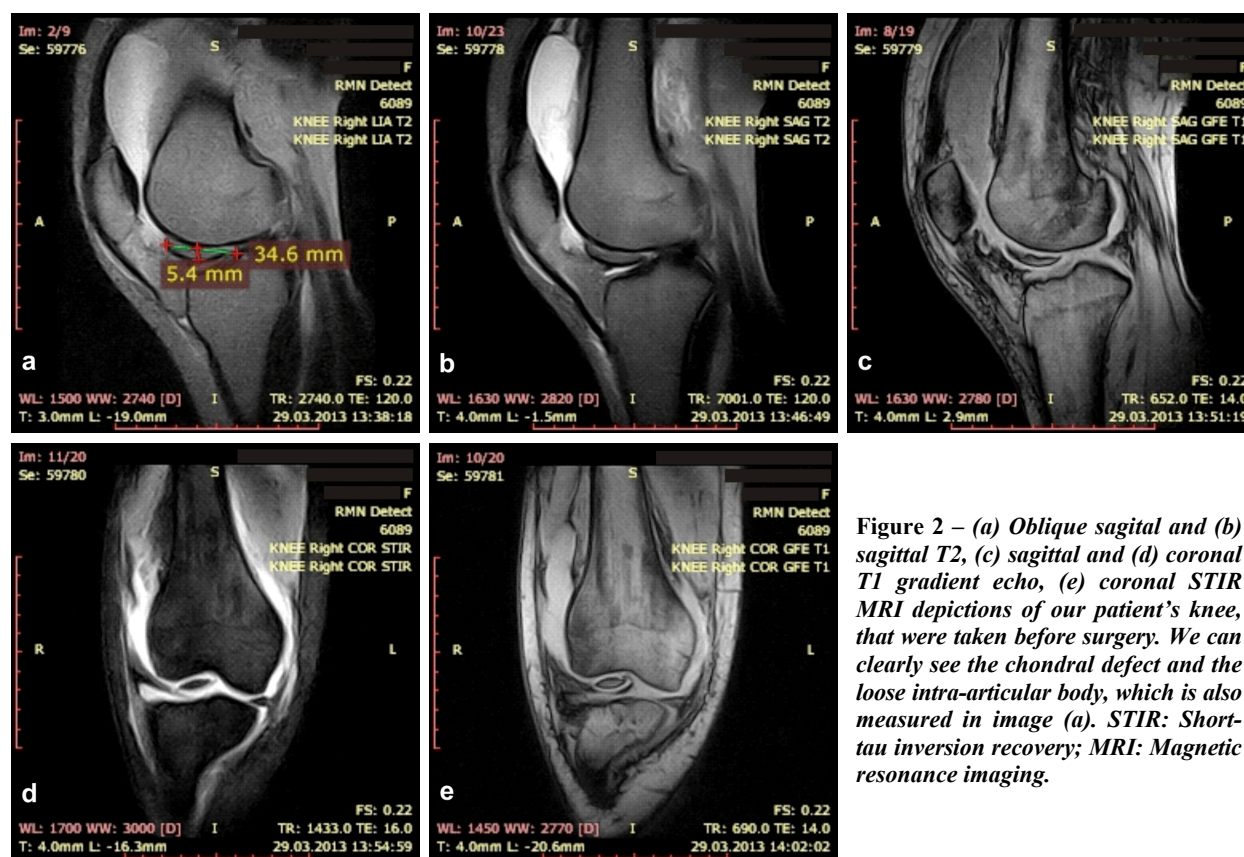 Im: 2/9
Se: 59776
S
F
RMN Detect
6089
KNEE Right LIA T2
KNEE Right LIA T2
A
P
34.6 mm
5.4 mm
a
FS: 0.22
WL: 1500 WW: 2740 [D]
I
TR: 2740.0 TE: 120.0
T: 3.0mm L: -19.0mm
29.03.2013 13:38:18
Im: 10/23
Se: 59778
S
F
RMN Detect
6089
KNEE Right SAG T2
KNEE Right SAG T2
A
P
b
FS: 0.22
WL: 1630 WW: 2820 [D]
I
TR: 7001.0 TE: 120.0
T: 4.0mm L: -1.5mm
29.03.2013 13:46:49
Im: 8/19
Se: 59779
S
F
RMN Detect
6089
KNEE Right SAG GFE T1
KNEE Right SAG GFE T1
A
P
c
FS: 0.22
WL: 1630 WW: 2780 [D]
I
TR: 652.0 TE: 14.0
T: 4.0mm L: 2.9mm
29.03.2013 13:51:19
Im: 11/20
Se: 59780
S
F
RMN Detect
6089
KNEE Right COR STIR
KNEE Right COR STIR
R
L
d
FS: 0.22
WL: 1700 WW: 3000 [D]
I
TR: 1433.0 TE: 16.0
T: 4.0mm L: -16.3mm
29.03.2013 13:54:59
Im: 10/20
Se: 59781
S
F
RMN Detect
6089
KNEE Right COR GFE T1
KNEE Right COR GFE T1
R
L
e
FS: 0.22
WL: 1450 WW: 2770 [D]
I
TR: 690.0 TE: 14.0
T: 4.0mm L: -20.6mm
29.03.2013 14:02:02
Figure 2 – (a) Oblique sagital and (b)
sagittal T2, (c) sagittal and (d) coronal
T1 gradient echo, (e) coronal STIR
MRI depictions of our patient's knee,
that were taken before surgery. We can
clearly see the chondral defect and the
loose intra-articular body, which is also
measured in image (a). STIR: Short-
tau inversion recovery; MRI: Magnetic
resonance imaging.